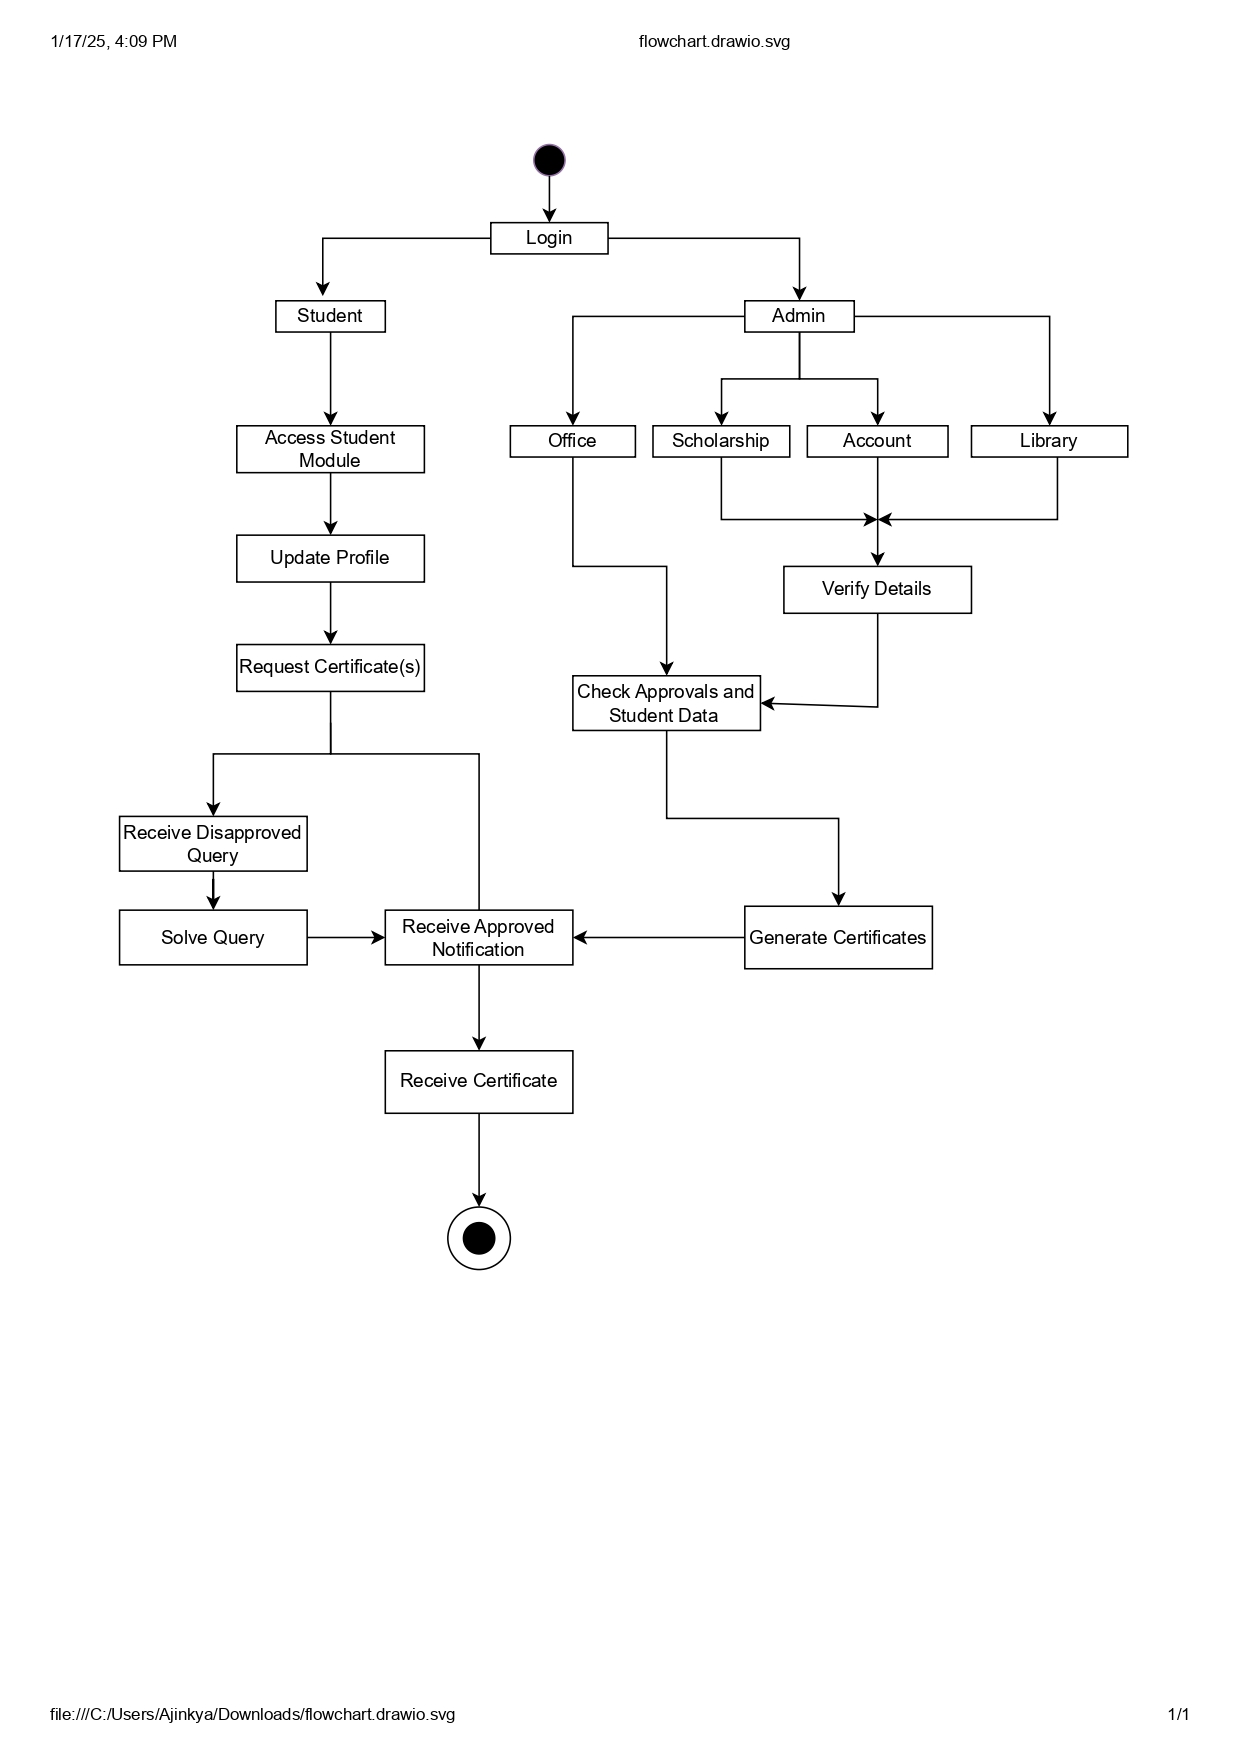 1/17/25, 4:09 PM
flowchart.drawio.svg
Login
Student
Admin
Access Student
Module
Office
Scholarship
Account
Library
Update Profile
Verify Details
Request Certificate(s)
Check Approvals and
Student Data
Receive Disapproved
Query
Solve Query
Receive Approved
Notification
Generate Certificates
Receive Certificate
file:///C:/Users/Ajinkya/Downloads/flowchart.drawio.svg
1/1